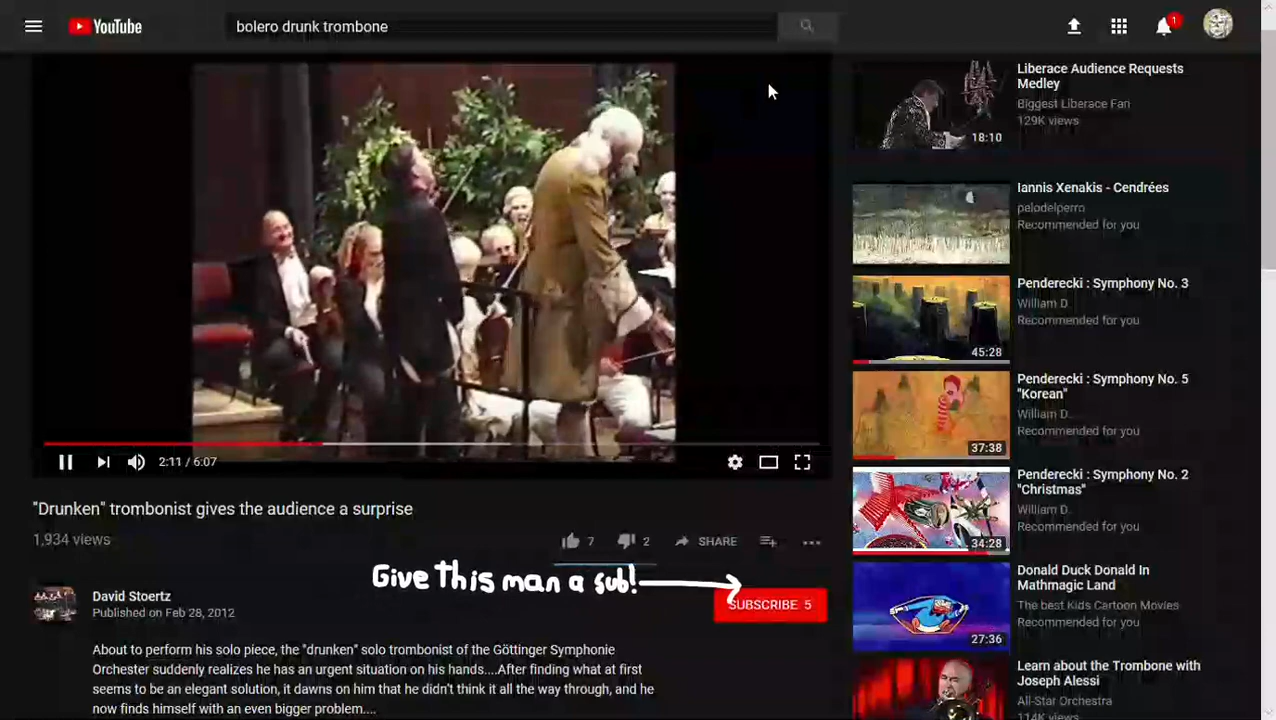 YouTube
bolero drunk trombone
1
2:11 / 6:07
"Drunken" trombonist gives the audience a surprise
1,934 views
7
2
SHARE
Give this man a sub!
David Stoertz
Published on Feb 28, 2012
SUBSCRIBE 5
About to perform his solo piece, the "drunken" solo trombonist of the Göttinger Symphonie
Orchester suddenly realizes he has an urgent situation on his hands....After finding what at first
seems to be an elegant solution, it dawns on him that he didn't think it all the way through, and he
now finds himself with an even bigger problem....
Liberace Audience Requests
Medley
Biggest Liberace Fan
129K views
18:10
Iannis Xenakis - Cendrées
pelodelperro
Recommended for you
Penderecki : Symphony No. 3
William D.
Recommended for you
45:28
Penderecki : Symphony No. 5
"Korean"
William D.
Recommended for you
37:38
Penderecki : Symphony No. 2
"Christmas"
William D.
Recommended for you
34:28
Donald Duck Donald In
Mathmagic Land
The best Kids Cartoon Movies
Recommended for you
27:36
Learn about the Trombone with
Joseph Alessi
All-Star Orchestra
114K views